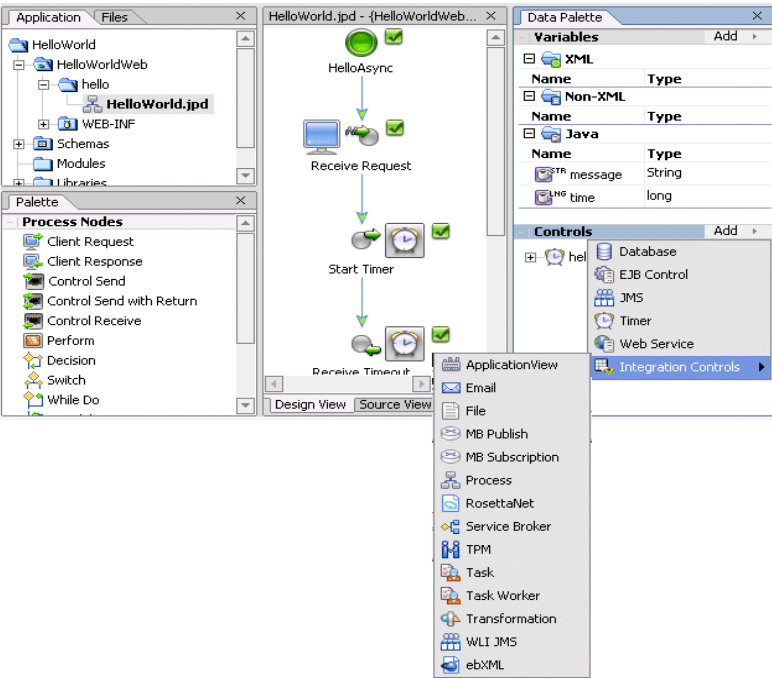 Application Files
HelloWorld
HelloWorldWeb
hello
HelloWorld.jpd
WEB-INF
Schemas
Modules
Libraries
Palette
Process Nodes
Client Request
Client Response
Control Send
Control Send with Return
Control Receive
Perform
Decision
Switch
While Do
HelloWorld.jpd - {HelloWorldWeb...
HelloAsync
Receive Request
Start Timer
Receive Timeout
Design View Source View
Data Palette
Variables Add
XML
Name Type
Non-XML
Name Type
Java
Name Type
STR message String
LNG time long
Controls Add
hel
Database
EJB Control
JMS
Timer
Web Service
Integration Controls
ApplicationView
Email
File
MB Publish
MB Subscription
Process
RosettaNet
Service Broker
TPM
Task
Task Worker
Transformation
WLI JMS
ebXML